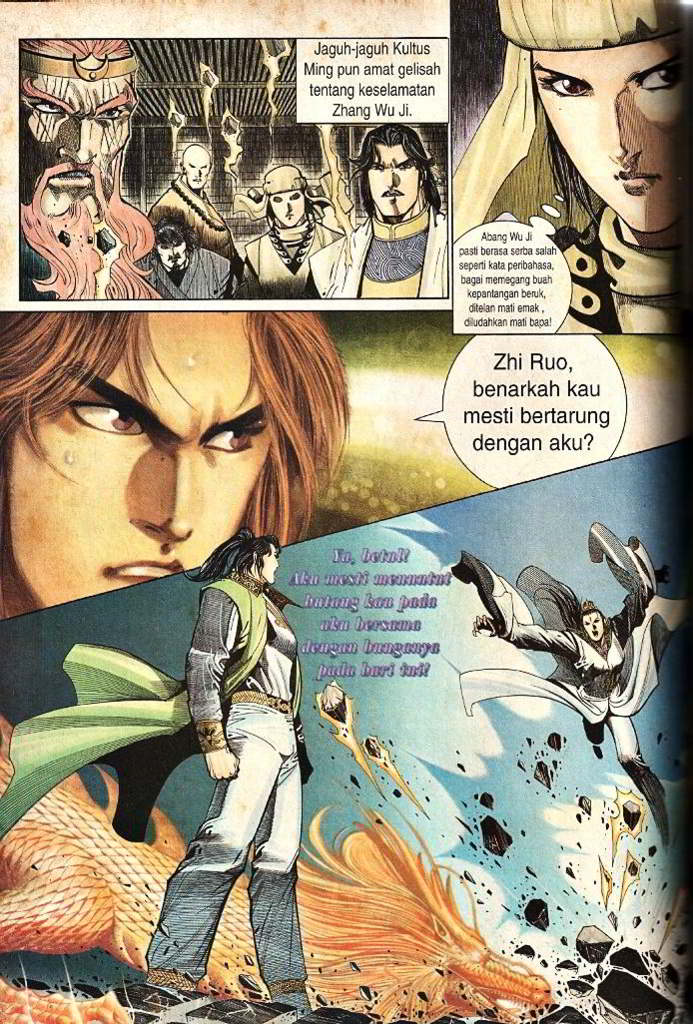 Jaguh-jaguh Kultus
Ming pun amat gelisah
tentang keselamatan
Zhang Wu Ji.
Abang Wu Ji
pasti berasa serba salah
seperti kata peribahasa,
bagai memegang buah
kepantangan beruk,
ditelan mati emak ,
diludahkan mati bapa!
Zhi Ruo,
benarkah kau
mesti bertarung
dengan aku?
Ya, betul!
Aku mesti menuntut
hutang kau pada
aku bersama
dengan bunganya
pada hari ini!